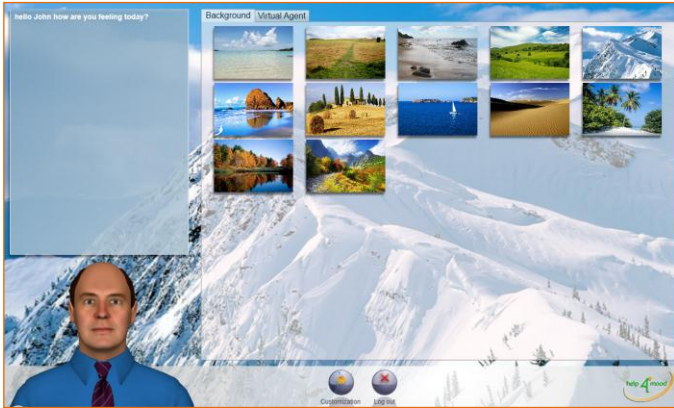 hello John how are you feeling today?
Background Virtual Agent
Customization Log out
help4mood